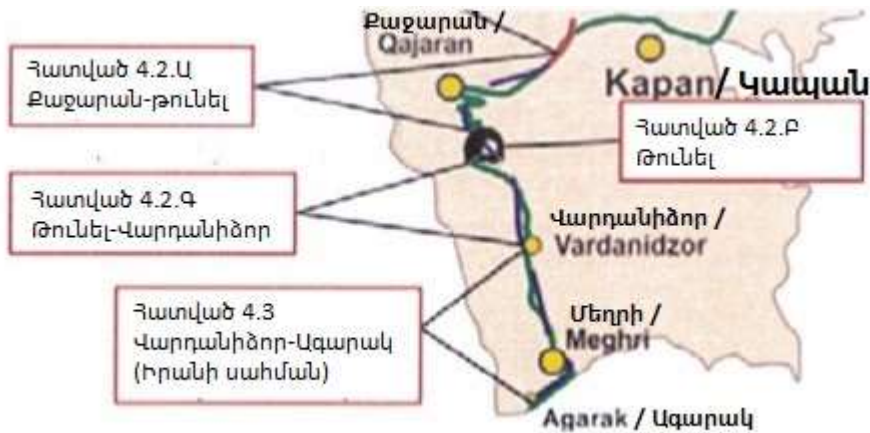 Քաջարան /
Qajaran
Հատված 4.2.Ա
Քաջարան-թունել
Kapan / Կապան
Հատված 4.2.Բ
Թունել
Հատված 4.2.Գ
Թունել-Վարդանիձոր
Վարդանիձոր /
Vardanidzor
Հատված 4.3
Վարդանիձոր-Ագարակ
(Իրանի սահման)
Մեղրի /
Meghri
Agarak / Ագարակ